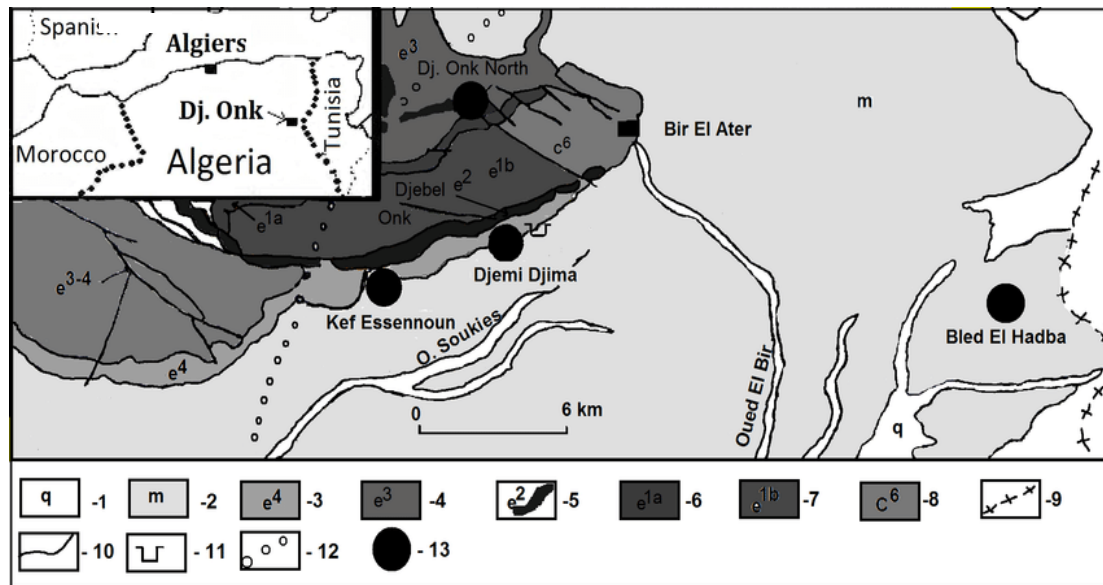 Spanis
Algiers
Dj. Onk
Tunisia
Morocco
Algeria
e3
Dj. Onk North
m
Bir El Ater
c6
e1b
e2
Djebel
Onk
e1a
e3-4
Djemi Djima
Kef Essennoun
O. Soukies
Bled El Hadba
e4
0
6 km
Oued El Bir
q
q -1 m -2 e4 -3 e3 -4 e2 -5 e1a -6 e1b -7 C6 -8 -9
- 10 - 11 - 12 - 13